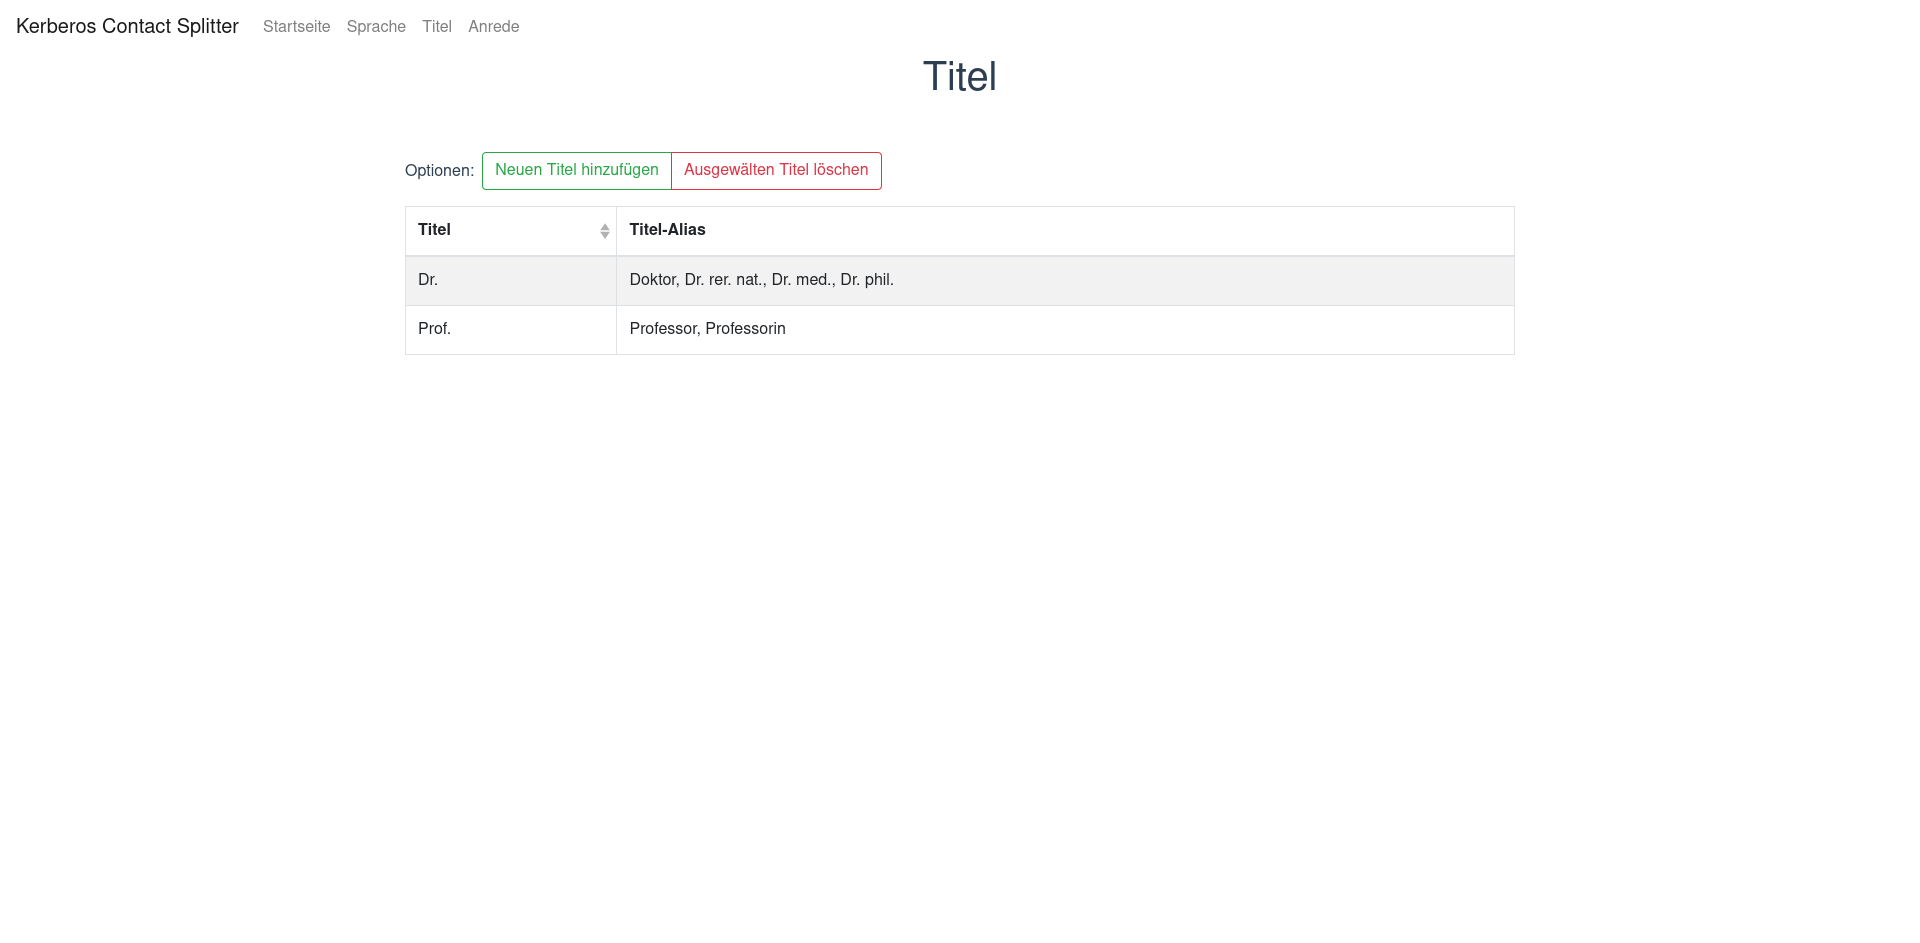 Kerberos Contact Splitter Startseite Sprache Titel Anrede
Titel
Optionen: Neuen Titel hinzufügen Ausgewälten Titel löschen
Titel Titel-Alias
Dr. Doktor, Dr. rer. nat., Dr. med., Dr. phil.
Prof. Professor, Professorin